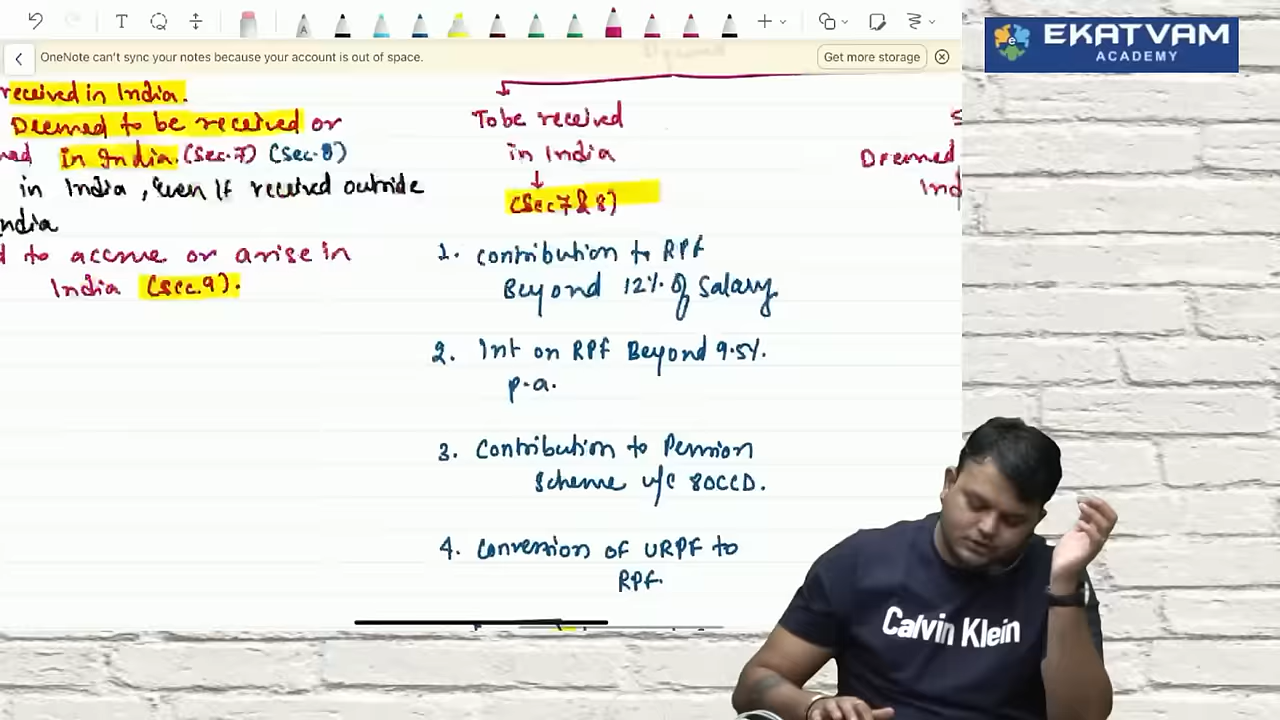 OneNote can't sync your notes because your account is out of space.
Get more storage
EKATVAM
ACADEMY
received in India.
Deemed to be received or
in India. (Sec.7) (Sec.8)
in India, Even if received outside
ndia
d to accrue or arise in
India (Sec.9).
To be received
in India
(Sec 7 & 8)
Deemed
Ind
1. Contribution to RPF
Beyond 12% of Salary.
2. Int on RPF Beyond 9.5%.
p.a.
3. Contribution to Pension
Scheme u/c 80CCD.
4. Conversion of URPF to
RPF.
Calvin Klein